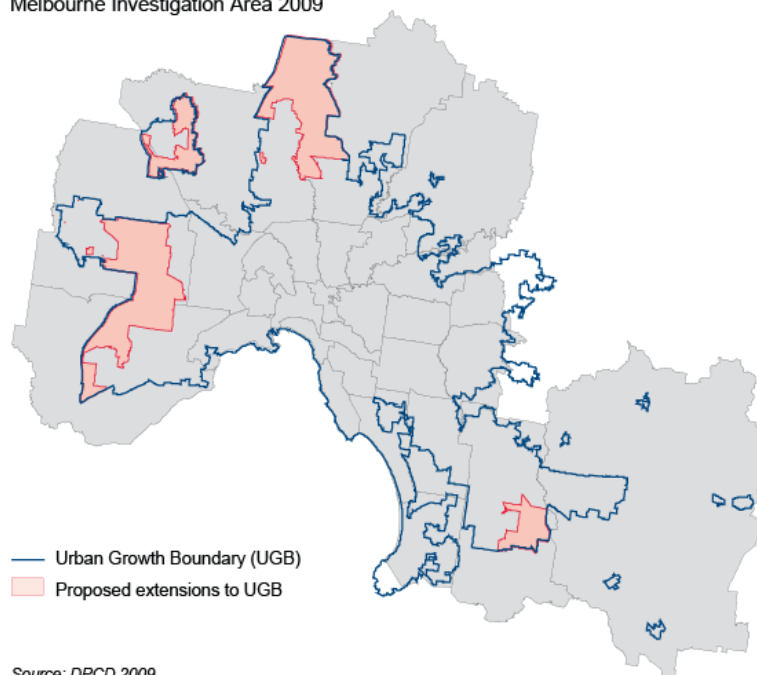 Melbourne Investigation Area 2009
Urban Growth Boundary (UGB)
Proposed extensions to UGB
Source: DPCD 2009